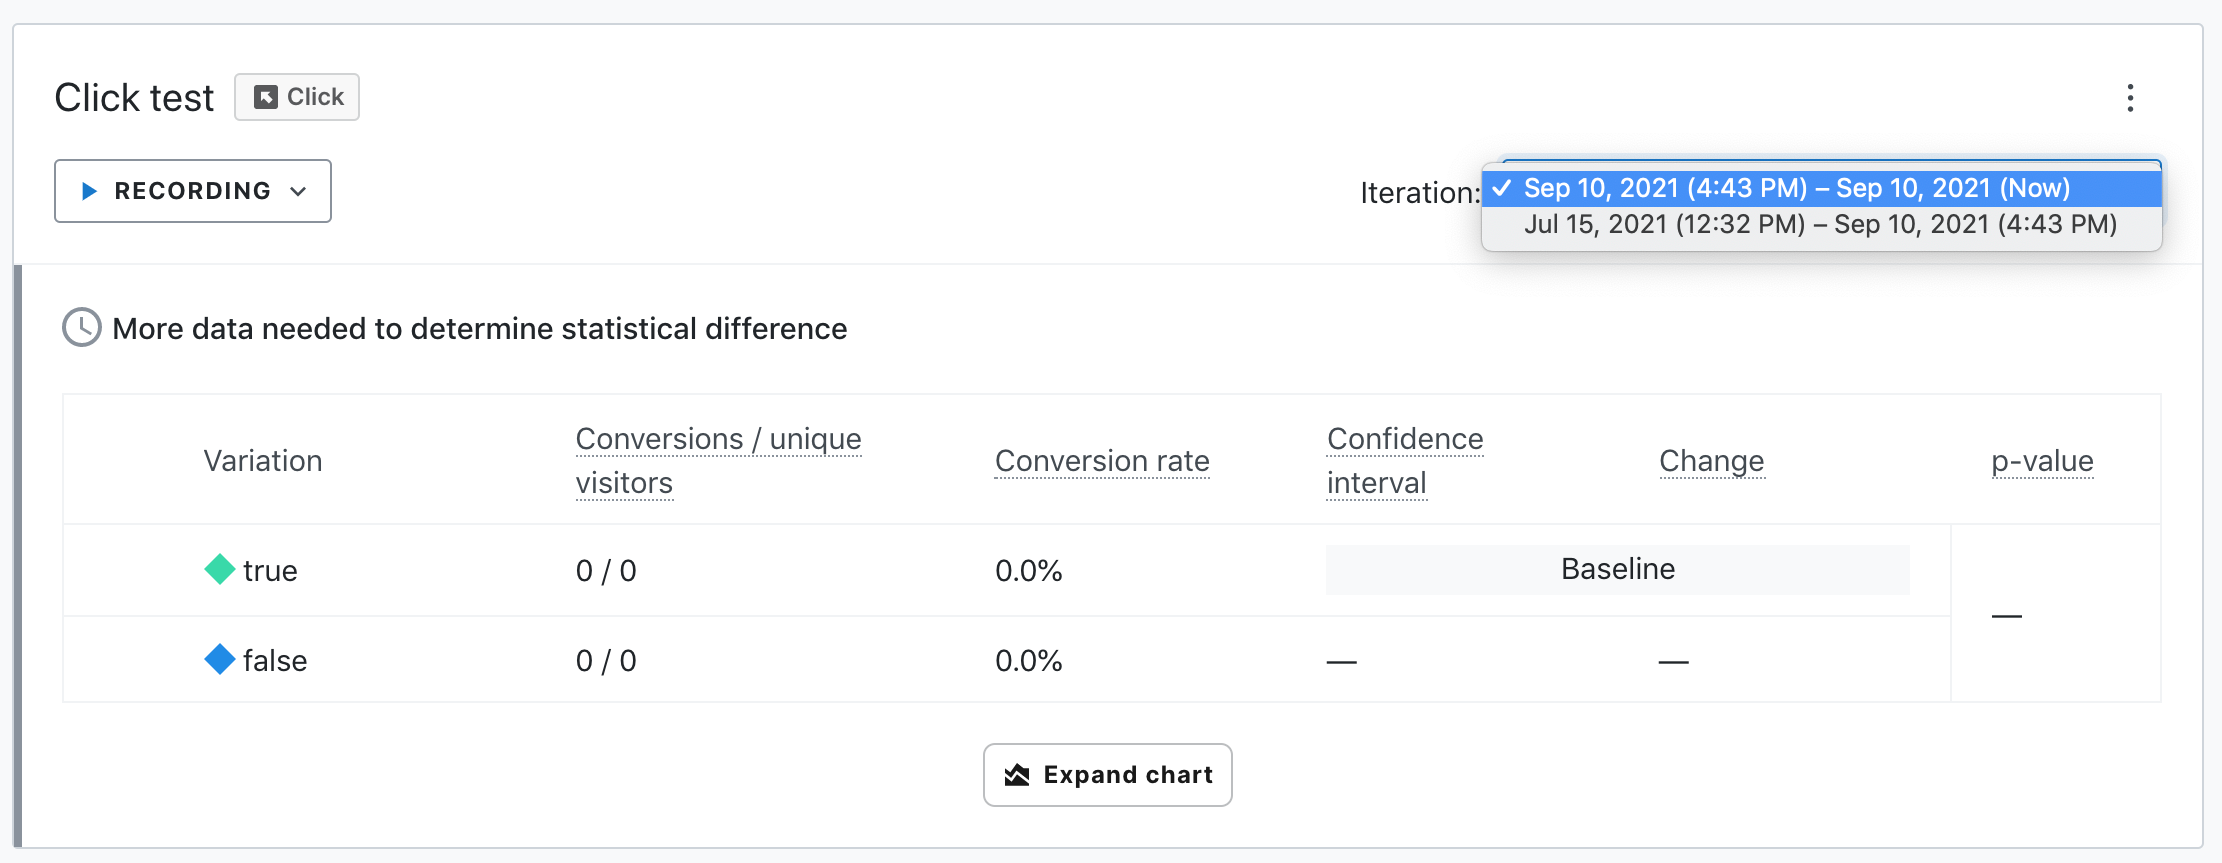 Click test
Click
RECORDING
Iteration:
Sep 10, 2021 (4:43 PM) – Sep 10, 2021 (Now)
Jul 15, 2021 (12:32 PM) – Sep 10, 2021 (4:43 PM)
More data needed to determine statistical difference
Variation
Conversions / unique
visitors
Conversion rate
Confidence
interval
Change
p-value
true
0 / 0
0.0%
Baseline
—
false
0 / 0
0.0%
—
—
Expand chart